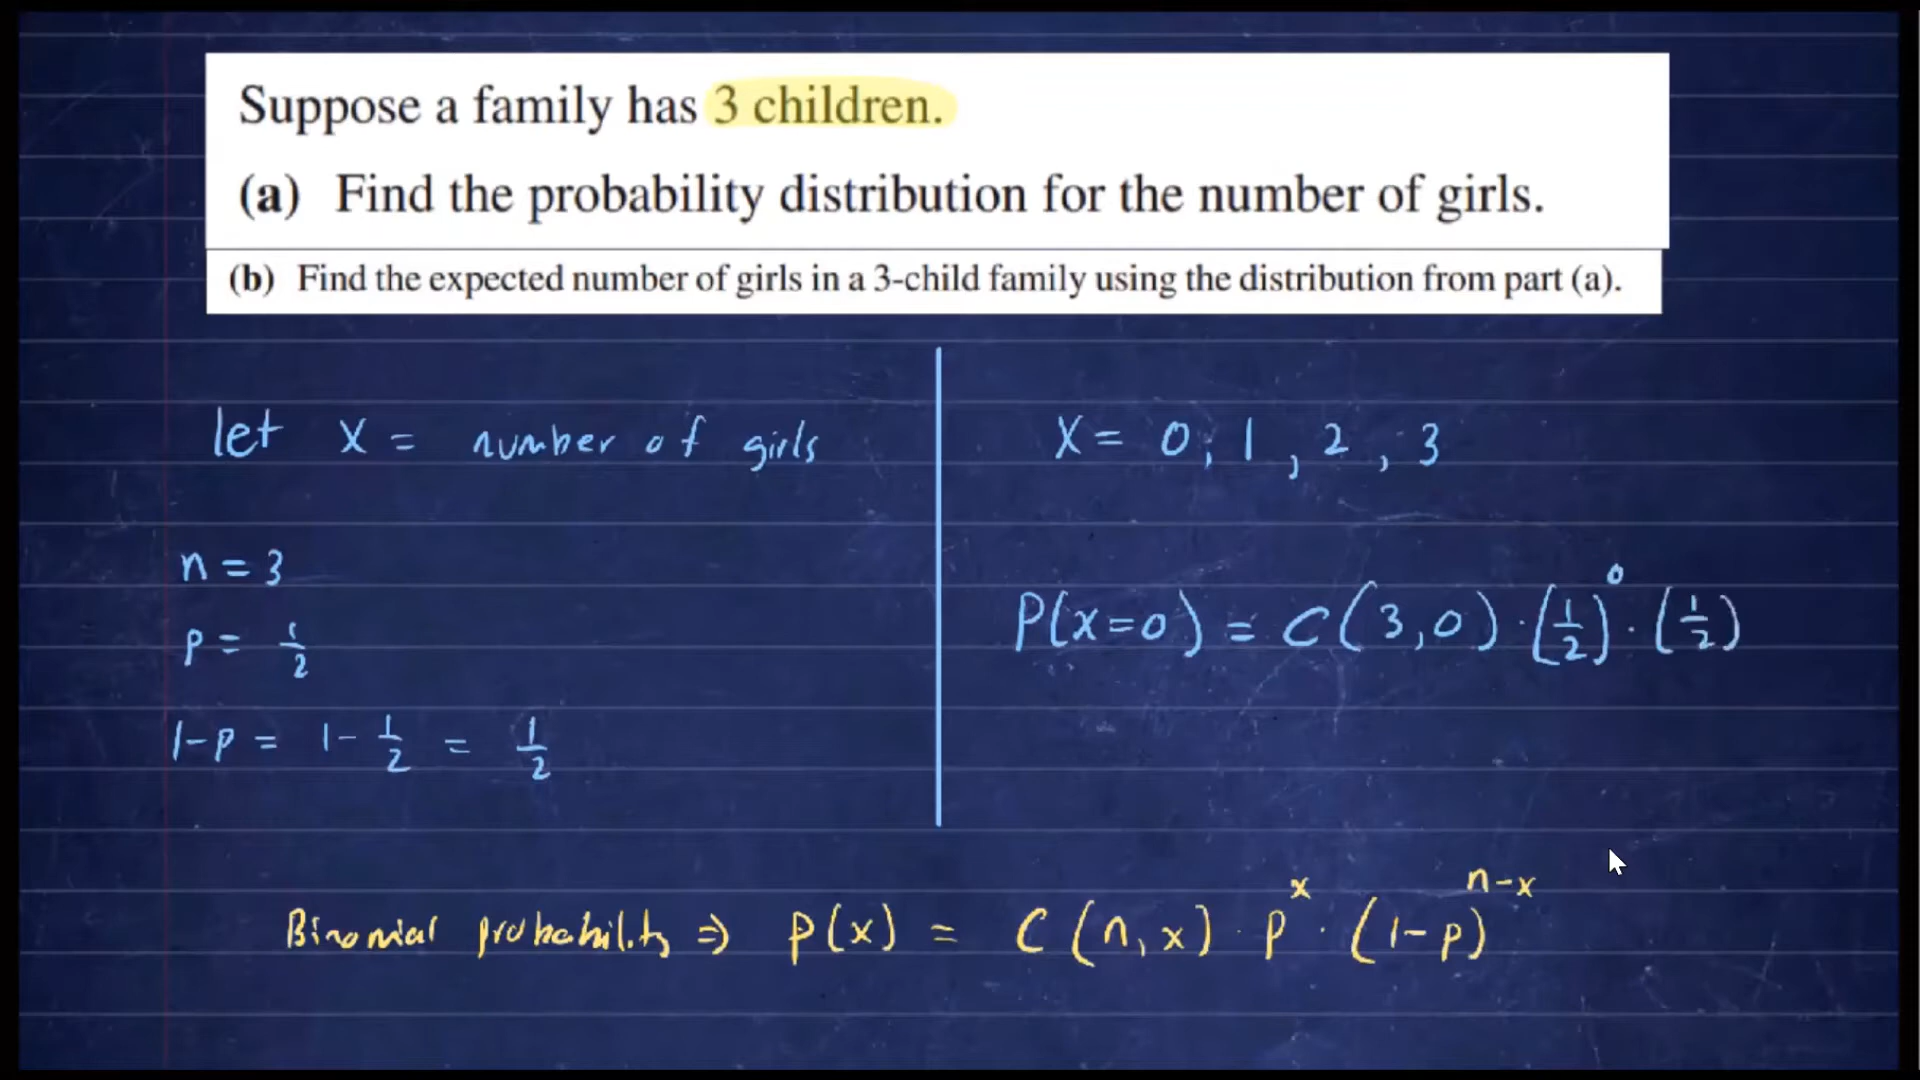 Suppose a family has 3 children.
(a) Find the probability distribution for the number of girls.
(b) Find the expected number of girls in a 3-child family using the distribution from part (a).
let x = number of girls
n = 3
p = 1/2
1-p = 1 - 1/2 = 1/2
X = 0, 1, 2, 3
P(x=0) = C(3,0) · (1/2)^0 · (1/2)
Binomial probability ⇒ P(x) = C(n,x) · p^x · (1-p)^n-x